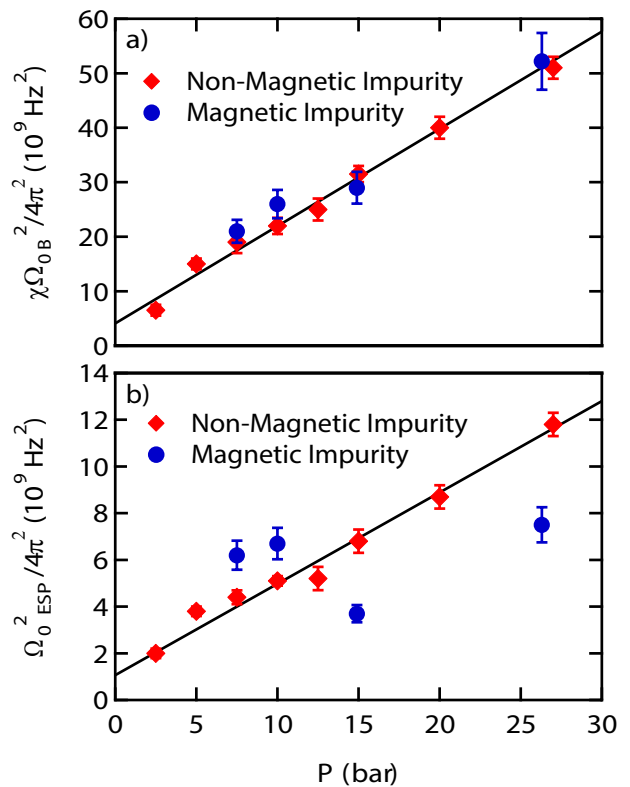 a)
Non-Magnetic Impurity
Magnetic Impurity
60
50
40
30
20
10
0
χΩ₀B²/4π² (10⁹ Hz²)
b)
Non-Magnetic Impurity
Magnetic Impurity
14
12
10
8
6
4
2
0
Ω₀²ESP/4π² (10⁹ Hz²)
0 5 10 15 20 25 30
P (bar)